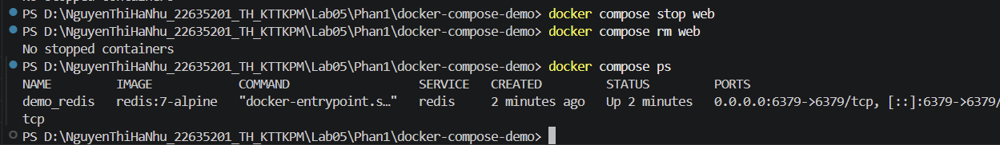 No stopped containers
PS D:\NguyenThiHaNhu_22635201_TH_KTTKPM\Lab05\Phan1\docker-compose-demo> docker compose stop web
PS D:\NguyenThiHaNhu_22635201_TH_KTTKPM\Lab05\Phan1\docker-compose-demo> docker compose rm web
No stopped containers
PS D:\NguyenThiHaNhu_22635201_TH_KTTKPM\Lab05\Phan1\docker-compose-demo> docker compose ps
NAME IMAGE COMMAND SERVICE CREATED STATUS PORTS
demo_redis redis:7-alpine "docker-entrypoint.s…" redis 2 minutes ago Up 2 minutes 0.0.0.0:6379->6379/tcp, [::]:6379->6379/
tcp
PS D:\NguyenThiHaNhu_22635201_TH_KTTKPM\Lab05\Phan1\docker-compose-demo>